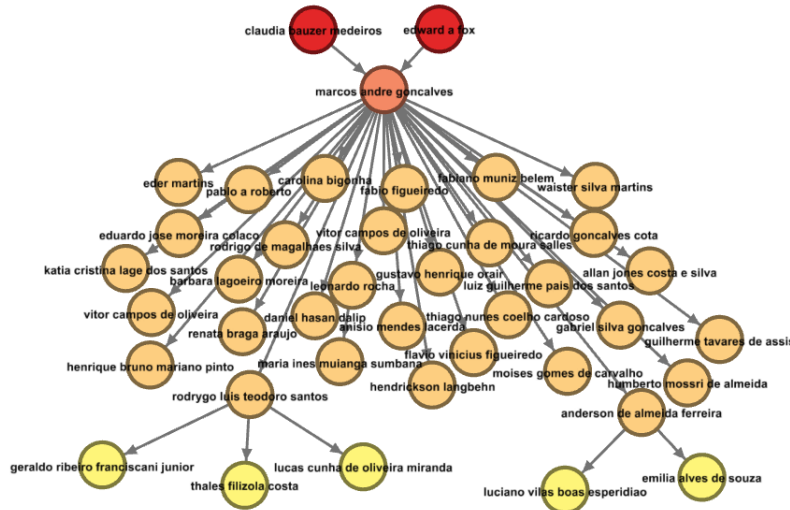 claudia bauzer medeiros
edward a fox
marcos andre goncalves
eder martins
pablo a roberto
carolina bigonha
fabio figueiredo
fabiano muniz belem
waister silva martins
eduardo jose moreira colaco
rodrigo de magalhaes silva
vitor campos de oliveira
thiago cunha de moura salles
ricardo goncalves cota
katia cristina lage dos santos
barbara lagoeiro moreira
leonardo rocha
gustavo henrique orair
luiz guilherme pais dos santos
allan jones costa e silva
vitor campos de oliveira
renata braga araujo
daniel hasan dalip
anisio mendes lacerda
thiago nunes coelho cardoso
gabriel silva goncalves
guilherme tavares de assis
henrique bruno mariano pinto
maria ines muianga sumbana
flavio vinicius figueiredo
hendrickson langbehn
moises gomes de carvalho
humberto mossri de almeida
rodrygo luis teodoro santos
anderson de almeida ferreira
geraldo ribeiro franciscani junior
thales filizola costa
lucas cunha de oliveira miranda
luciano vilas boas esperidiao
emilia alves de souza